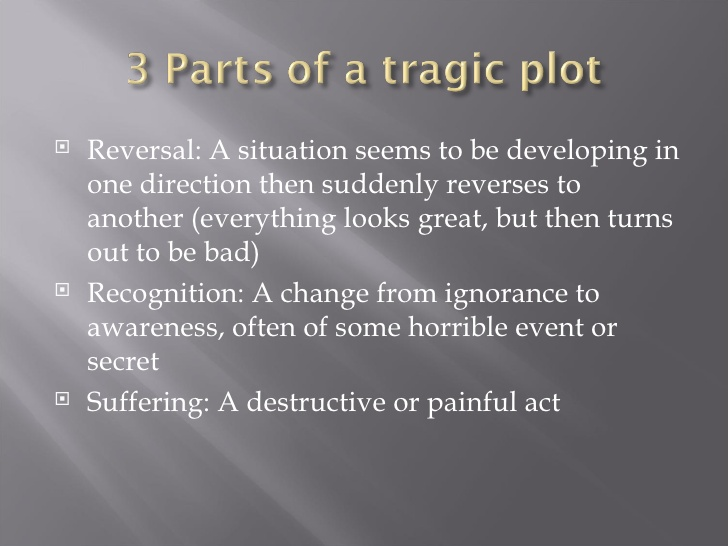 3 Parts of a tragic plot
Reversal: A situation seems to be developing in
one direction then suddenly reverses to
another (everything looks great, but then turns
out to be bad)
Recognition: A change from ignorance to
awareness, often of some horrible event or
secret
Suffering: A destructive or painful act